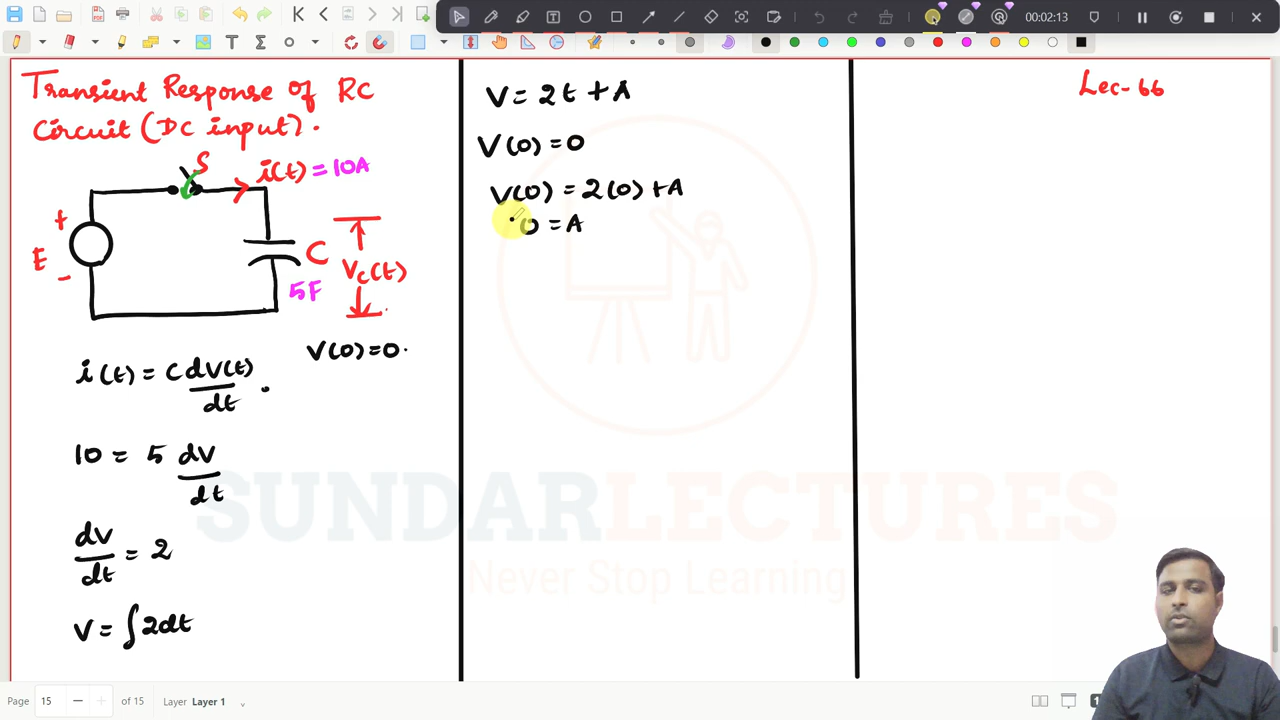 00:02:13
Transient Response of RC
Circuit (DC input).
S
i(t) = 10A
+
E
-
C
5F
Vc(t)
V(0)=0.
i(t) = C dV(t)
dt
10 = 5 dV
dt
dV
dt = 2
V = ∫2dt
V = 2t + A
V(0) = 0
V(0) = 2(0) + A
0 = A
Lec-66
SUNDARLECTURES
Never Stop Learning
Page 15 of 15 Layer Layer 1